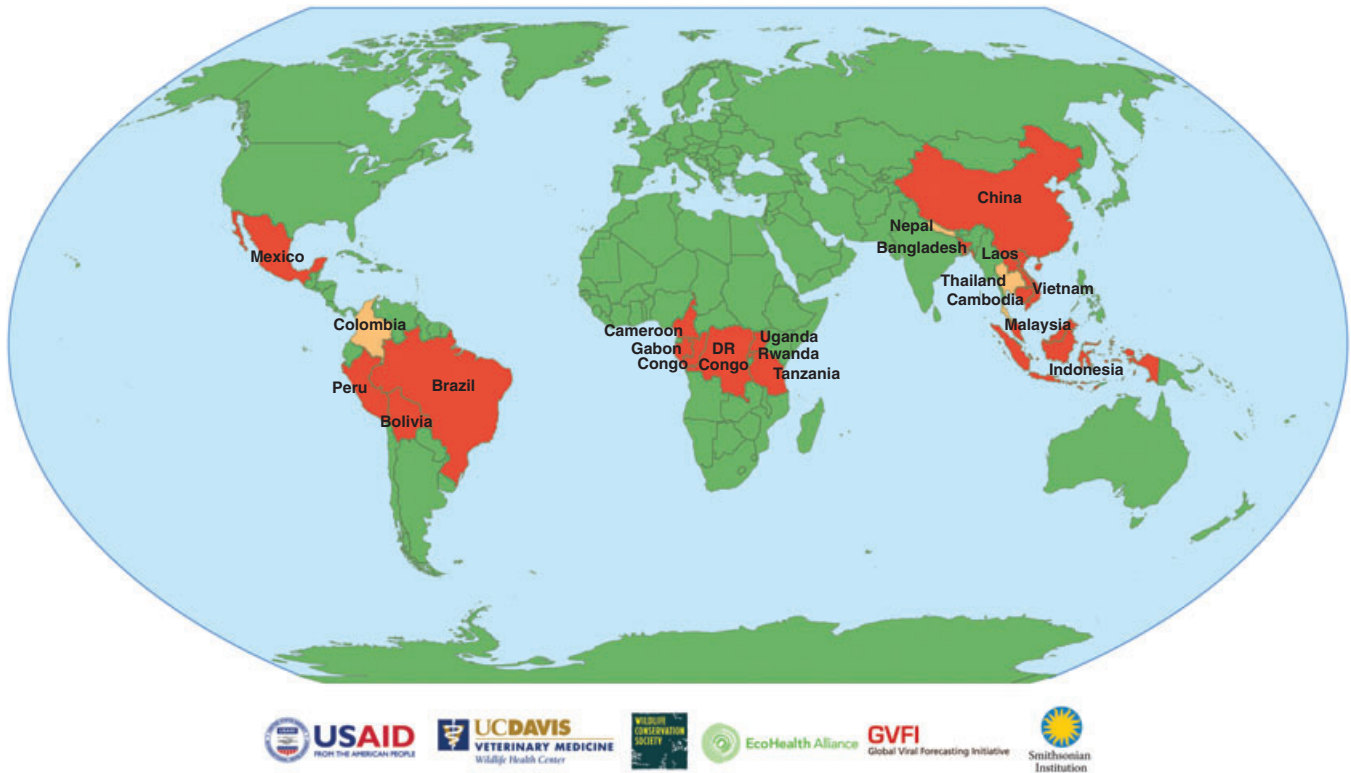 China
Nepal
Bangladesh
Laos
Mexico
Thailand
Vietnam
Cambodia
Colombia
Malaysia
Cameroon
Uganda
Gabon
DR
Rwanda
Congo
Congo
Tanzania
Indonesia
Peru
Brazil
Bolivia
USAID
FROM THE AMERICAN PEOPLE
UCDAVIS
VETERINARY MEDICINE
Wildlife Health Center
WILDLIFE
CONSERVATION
SOCIETY
EcoHealth Alliance
GVFI
Global Viral Forecasting Initiative
Smithsonian
Institution